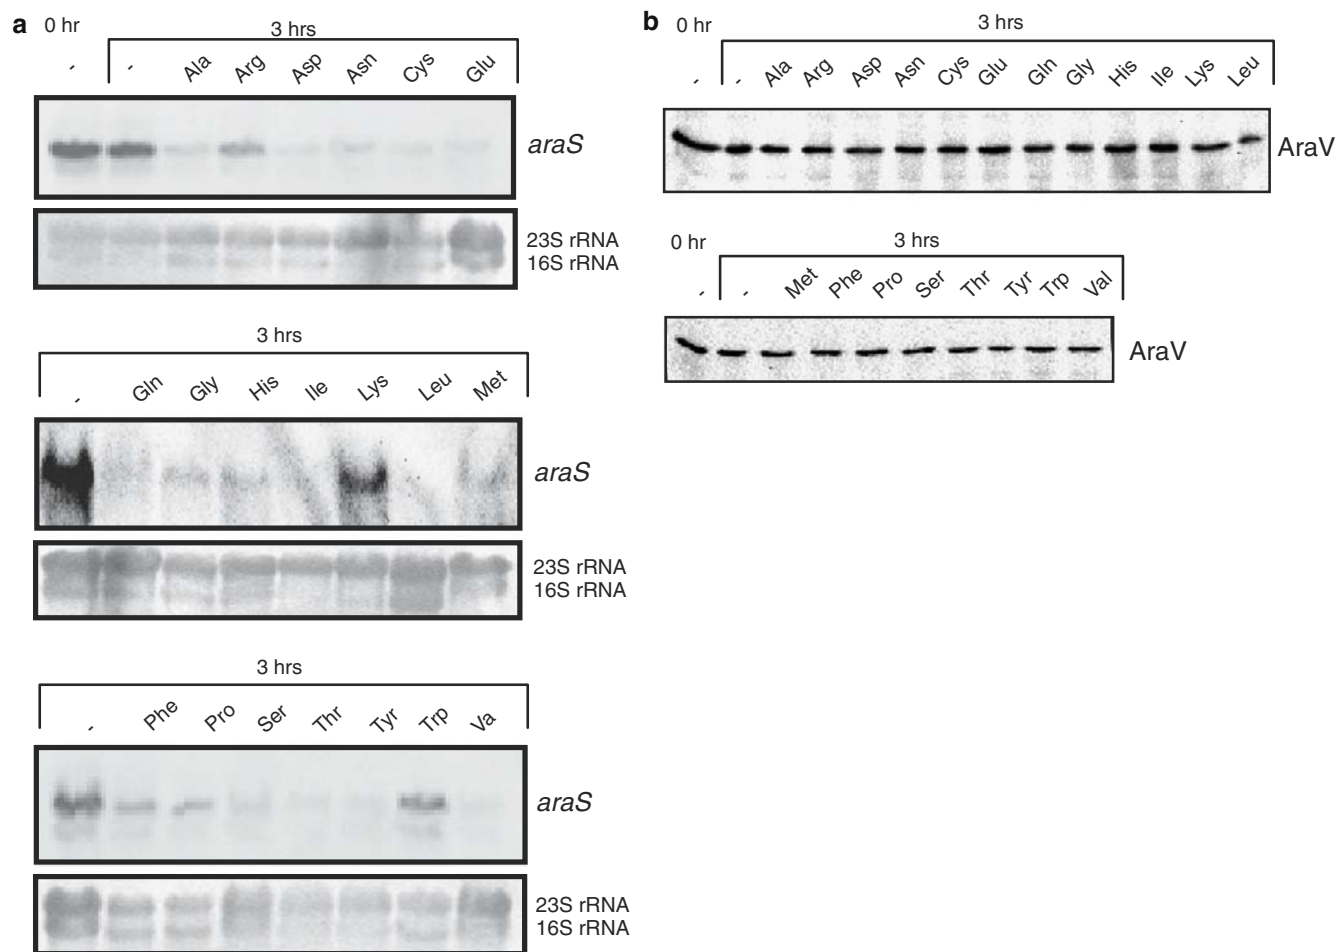 a 0 hr 3 hrs
- - Ala Arg Asp Asn Cys Glu
araS
23S rRNA
16S rRNA
3 hrs
- Gln Gly His Ile Lys Leu Met
araS
23S rRNA
16S rRNA
3 hrs
- Phe Pro Ser Thr Tyr Trp Va
araS
23S rRNA
16S rRNA
b 0 hr 3 hrs
- - Ala Arg Asp Asn Cys Glu Gln Gly His Ile Lys Leu
AraV
0 hr 3 hrs
- - Met Phe Pro Ser Thr Tyr Trp Val
AraV